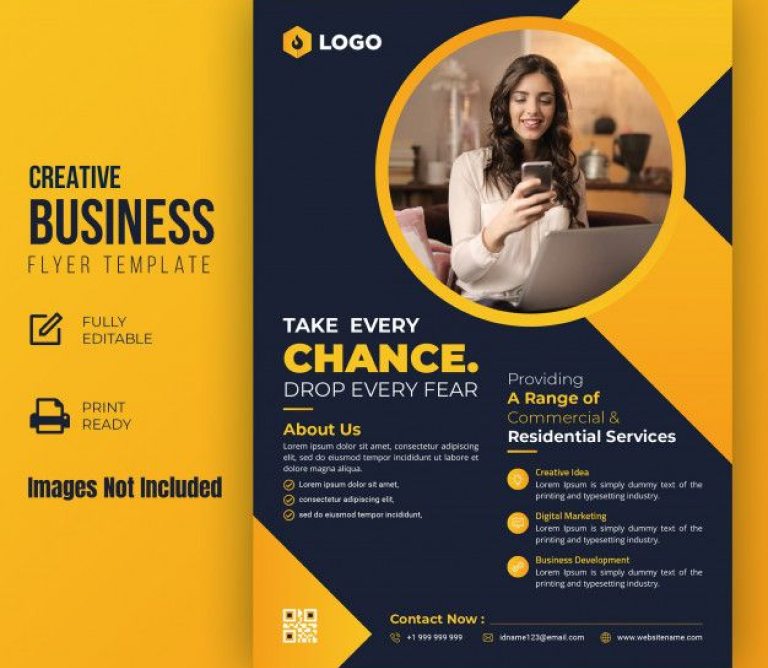 CREATIVE
BUSINESS
FLYER TEMPLATE
FULLY
EDITABLE
PRINT
READY
Images Not Included
LOGO
TAKE EVERY
CHANCE.
DROP EVERY FEAR
About Us
Lorem ipsum dolor sit amet, consectetur adipiscing
elit, sed do eiusmod tempor incididunt ut labore et
dolore magna aliqua.
Lorem ipsum dolor sit amet,
consectetur adipiscing elit,
sed do eiusmod tempor incididunt,
Providing
A Range of
Commercial &
Residential Services
Creative Idea
Lorem Ipsum is simply dummy text of the
printing and typesetting industry.
Digital Marketing
Lorem Ipsum is simply dummy text of the
printing and typesetting industry.
Business Development
Lorem Ipsum is simply dummy text of the
printing and typesetting industry.
Contact Now :
+1 999 999 999
idname123@email.com
www.websitename.com